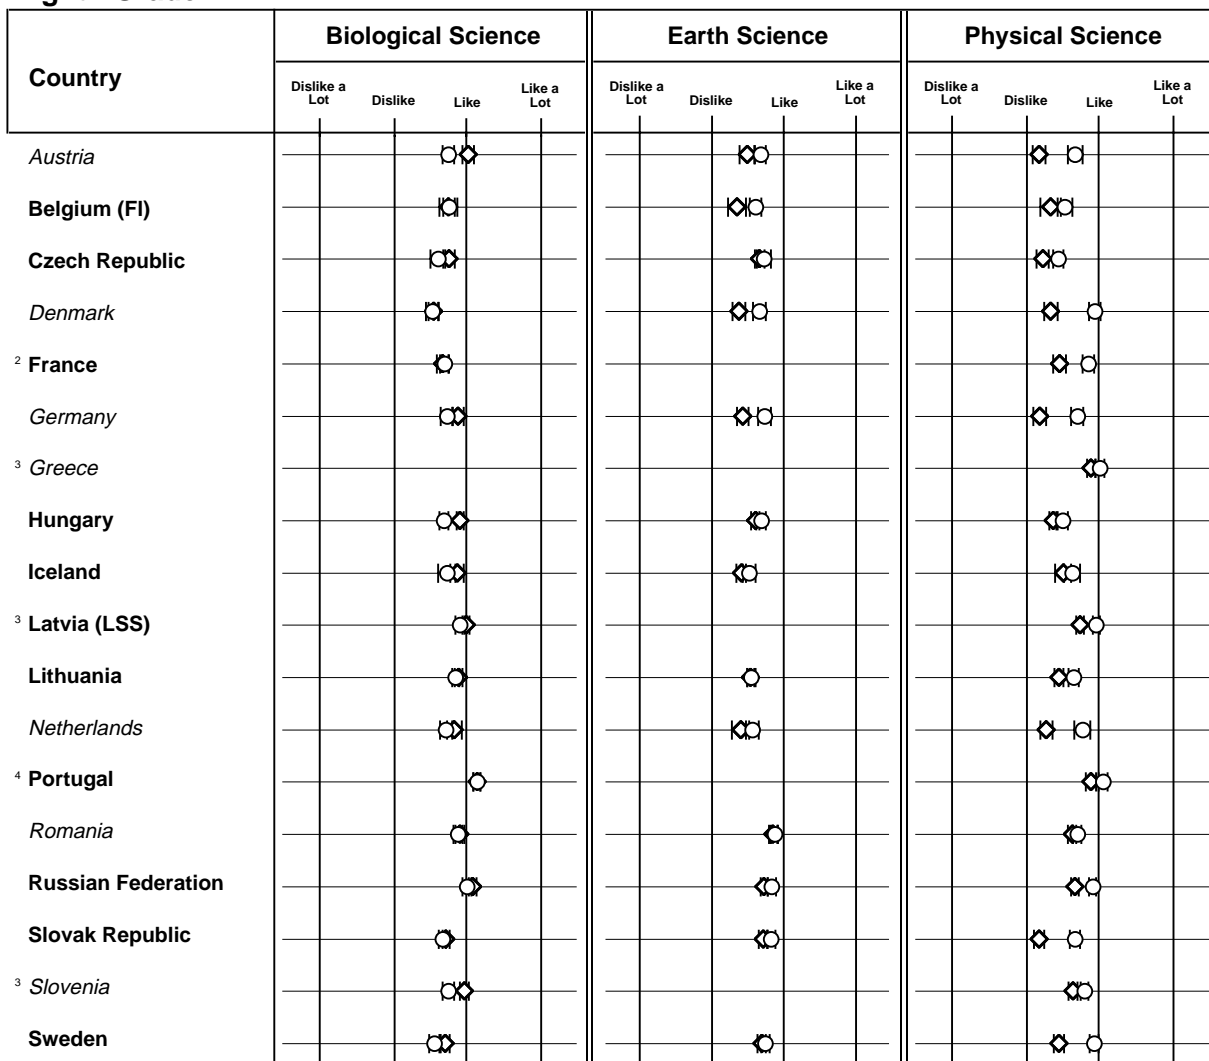 Country
Biological Science
Earth Science
Physical Science
Dislike a Lot
Dislike
Like
Like a Lot
Dislike a Lot
Dislike
Like
Like a Lot
Dislike a Lot
Dislike
Like
Like a Lot
Austria
Belgium (Fl)
Czech Republic
Denmark
2 France
Germany
3 Greece
Hungary
Iceland
3 Latvia (LSS)
Lithuania
Netherlands
4 Portugal
Romania
Russian Federation
Slovak Republic
3 Slovenia
Sweden